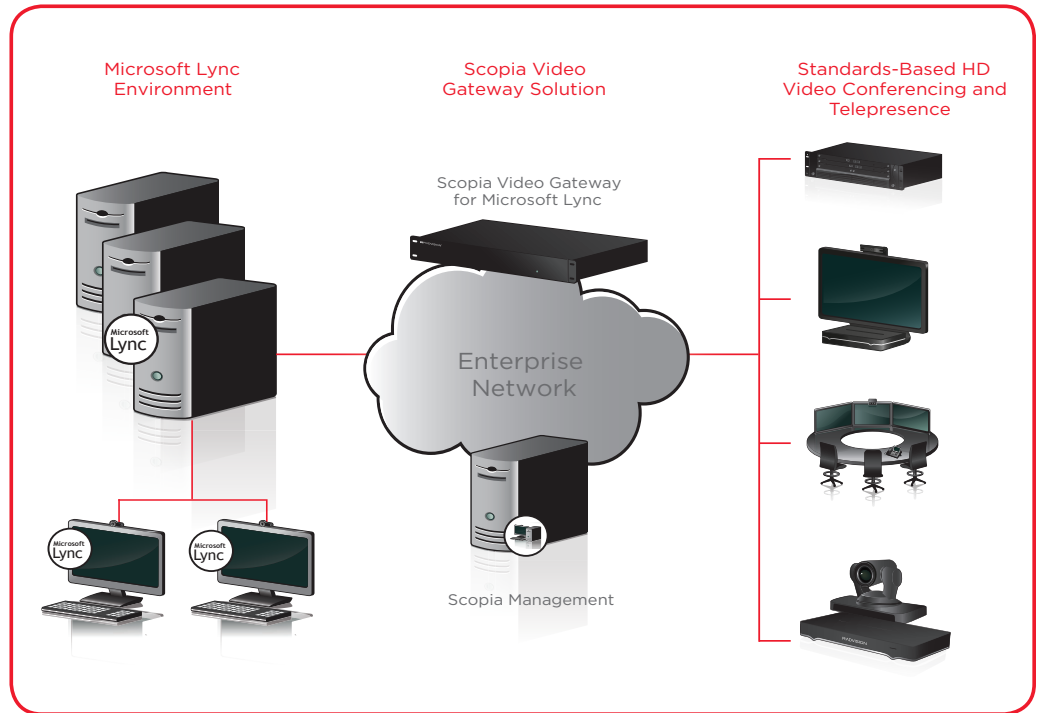 Microsoft Lync
Environment
Scopia Video
Gateway Solution
Standards-Based HD
Video Conferencing and
Telepresence
Scopia Video Gateway
for Microsoft Lync
Microsoft
Lync
Enterprise
Network
Microsoft
Lync
Microsoft
Lync
Scopia Management
RADVISION